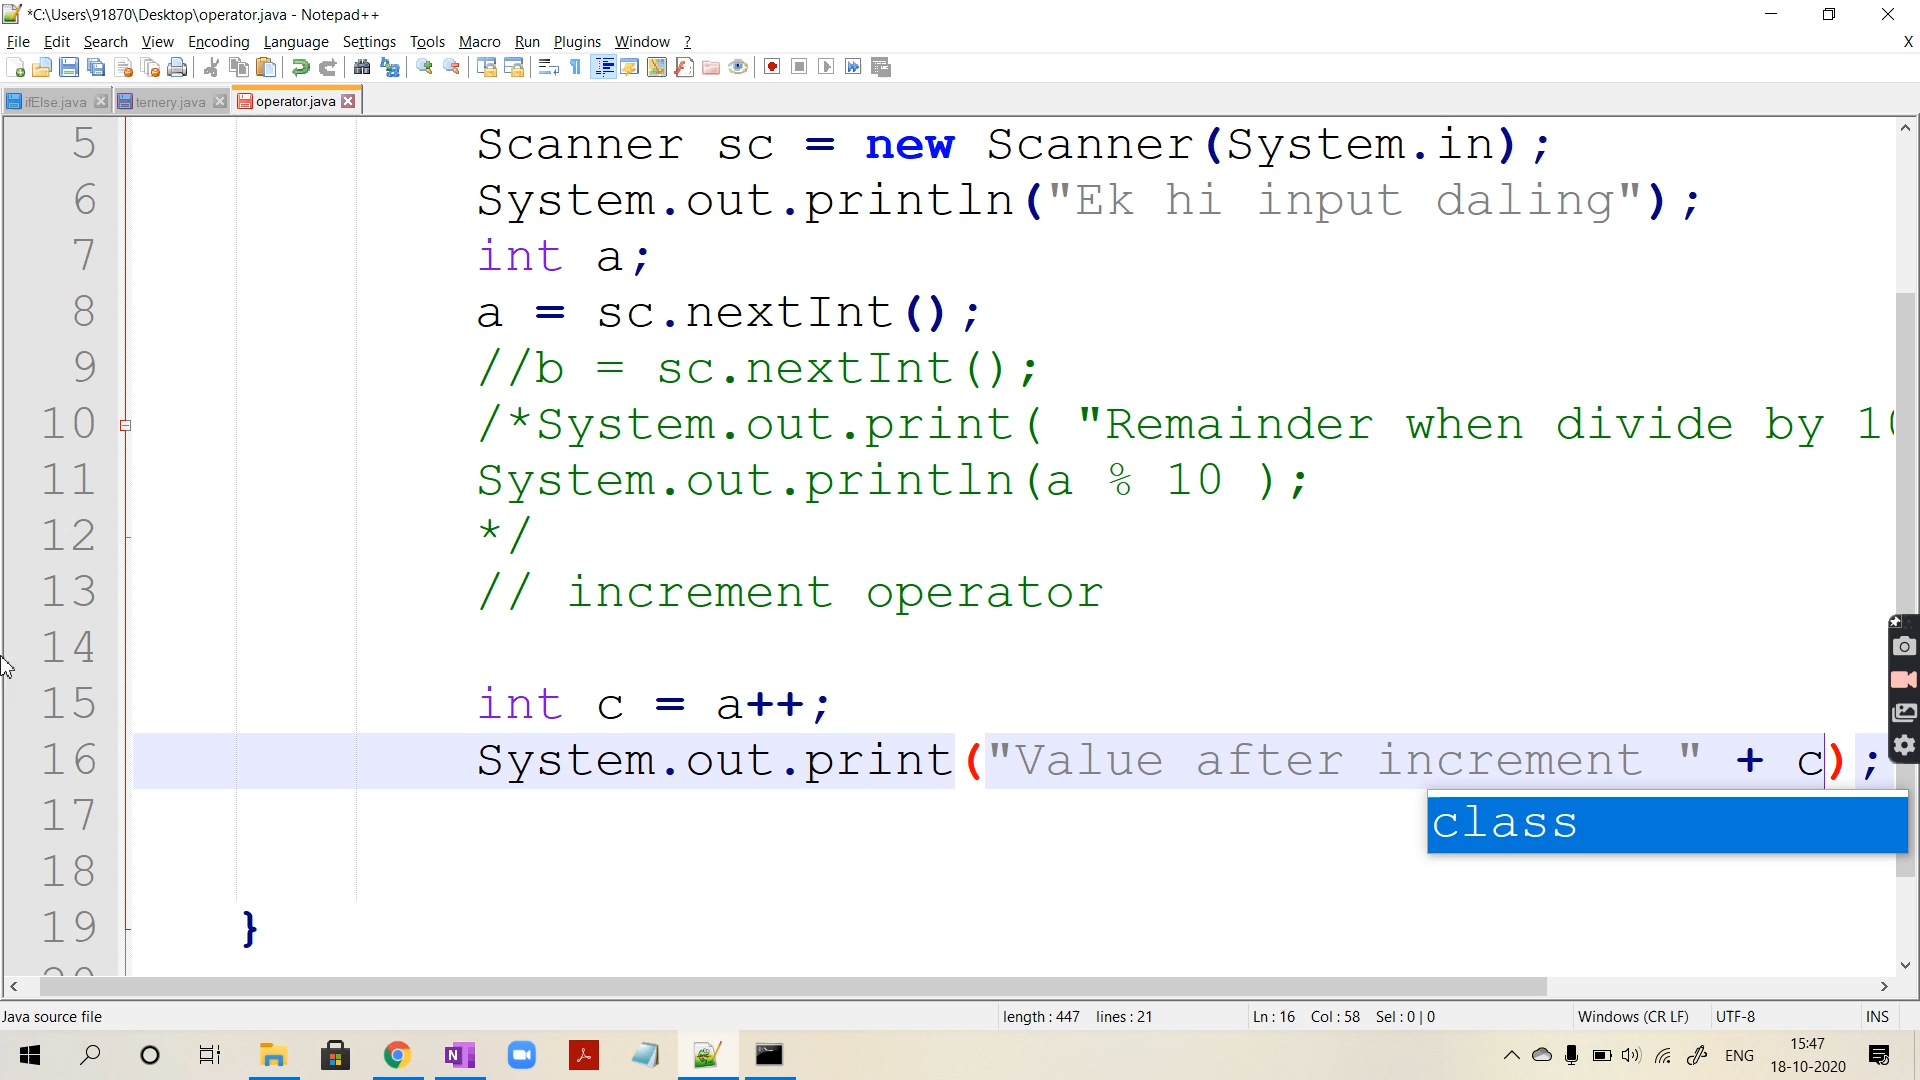 *C:\Users\91870\Desktop\operator.java - Notepad++
File Edit Search View Encoding Language Settings Tools Macro Run Plugins Window ? X
ifElse.java ternery.java operator.java
5 Scanner sc = new Scanner(System.in);
6 System.out.println("Ek hi input daling");
7 int a;
8 a = sc.nextInt();
9 //b = sc.nextInt();
10 /*System.out.print( "Remainder when divide by 10
11 System.out.println(a % 10 );
12 */
13 // increment operator
14
15 int c = a++;
16 System.out.print("Value after increment " + c);
17
class
18
19 }
20
Java source file length : 447 lines : 21 Ln : 16 Col : 58 Sel : 0 | 0 Windows (CR LF) UTF-8 INS
ENG 15:47
18-10-2020